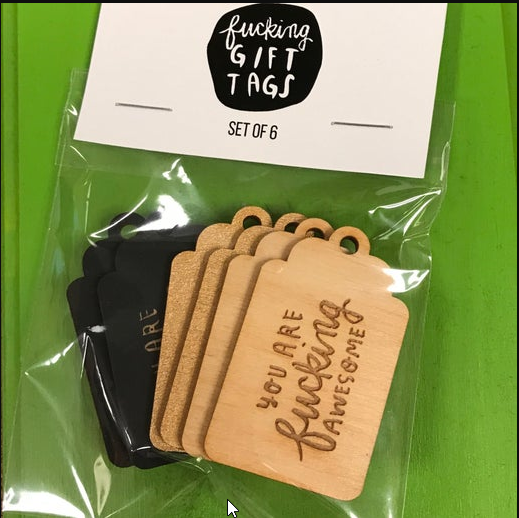 fucking
GIFT
TAGS
SET OF 6
ARE
YOU ARE
fucking
AWESOME